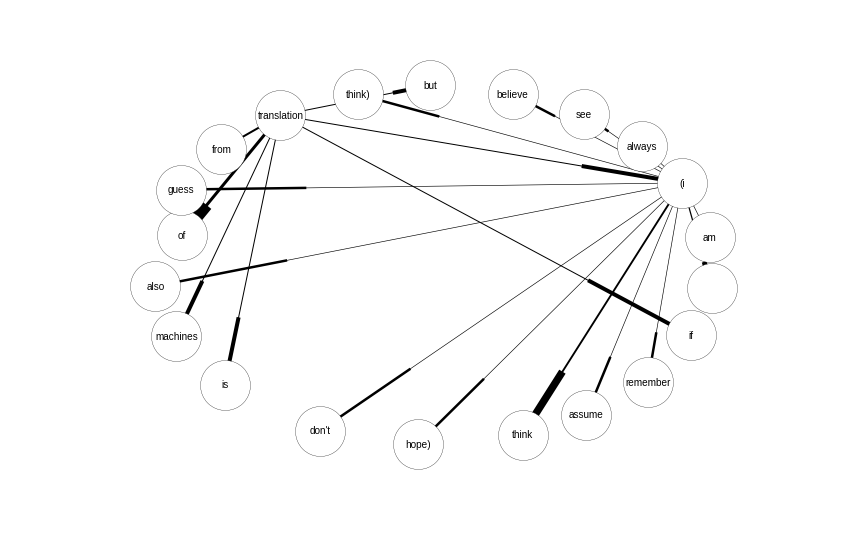 but
think)
believe
see
translation
always
from
(i
guess
of
am
also
machines
if
is
remember
assume
don't
think
hope)